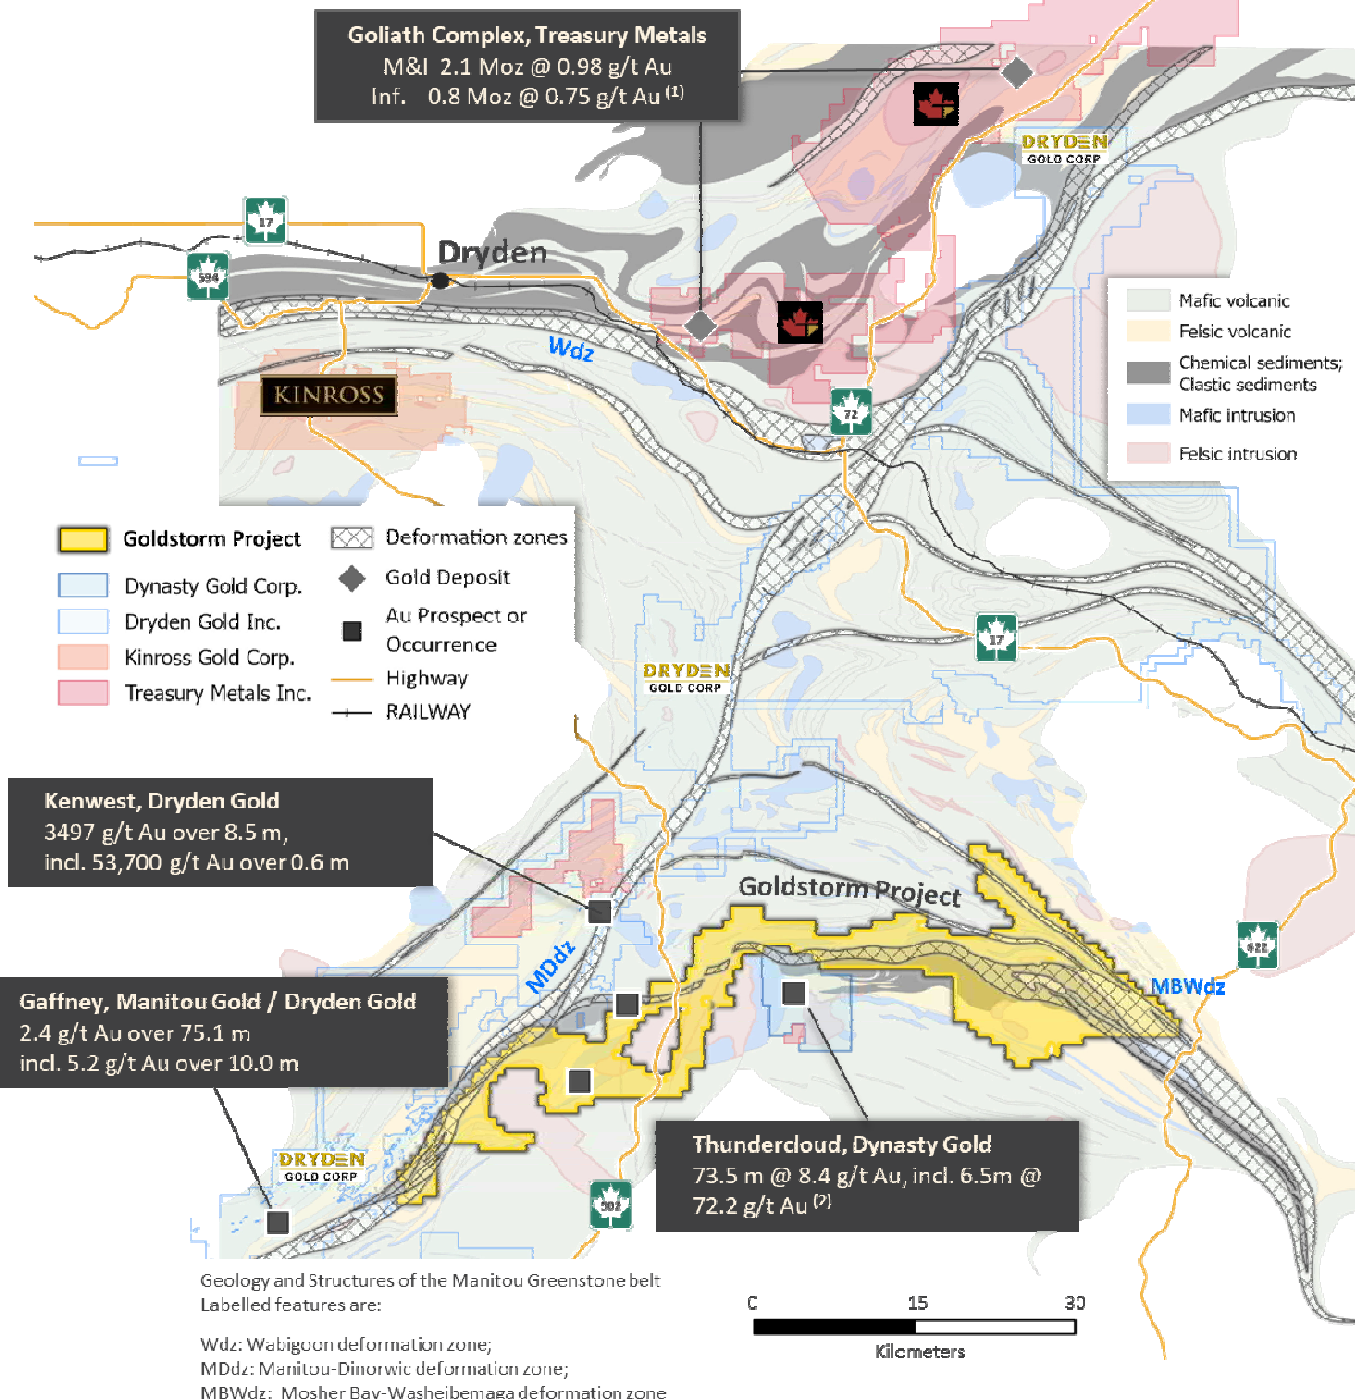 Goliath Complex, Treasury Metals
M&I 2.1 Moz @ 0.98 g/t Au
Inf. 0.8 Moz @ 0.75 g/t Au (1)
DRYDEN
GOLD CORP
17
594
Dryden
Wdz
KINROSS
72
Mafic volcanic
Felsic volcanic
Chemical sediments;
Clastic sediments
Mafic intrusion
Felsic intrusion
Goldstorm Project
Dynasty Gold Corp.
Dryden Gold Inc.
Kinross Gold Corp.
Treasury Metals Inc.
Deformation zones
Gold Deposit
Au Prospect or
Occurrence
Highway
RAILWAY
17
DRYDEN
GOLD CORP
Kenwest, Dryden Gold
3497 g/t Au over 8.5 m,
incl. 53,700 g/t Au over 0.6 m
Goldstorm Project
622
MDdz
MBWdz
Gaffney, Manitou Gold / Dryden Gold
2.4 g/t Au over 75.1 m
incl. 5.2 g/t Au over 10.0 m
Thundercloud, Dynasty Gold
73.5 m @ 8.4 g/t Au, incl. 6.5m @
72.2 g/t Au (2)
DRYDEN
GOLD CORP
502
Geology and Structures of the Manitou Greenstone belt
Labelled features are:
Wdz: Wabigoon deformation zone;
MDdz: Manitou-Dinorwic deformation zone;
MBWdz: Mosher Bay-Washeibemaga deformation zone
0 15 30
Kilometers